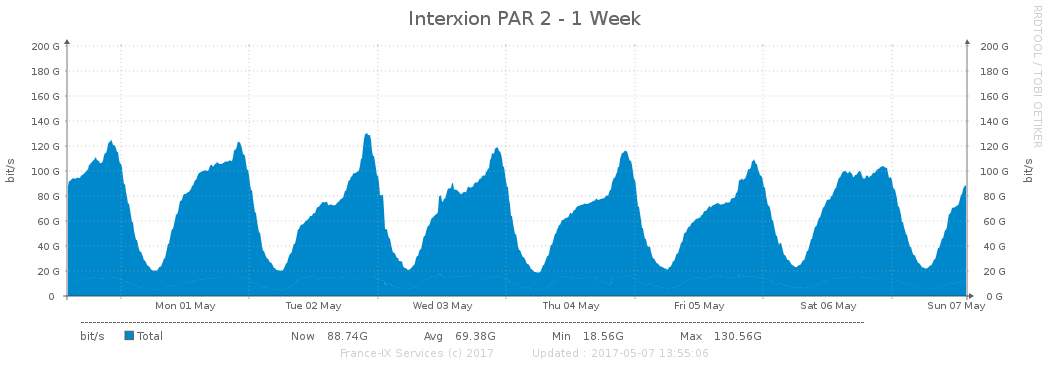 Interxion PAR 2 - 1 Week
RRDTOOL / TOBI OETIKER
200 G 200 G
180 G 180 G
160 G 160 G
140 G 140 G
120 G 120 G
100 G 100 G
80 G 80 G
60 G 60 G
40 G 40 G
20 G 20 G
0 0 G
bit/s bit/s
Mon 01 May Tue 02 May Wed 03 May Thu 04 May Fri 05 May Sat 06 May Sun 07 May
bit/s Total Now 88.74G Avg 69.38G Min 18.56G Max 130.56G
France-IX Services (c) 2017 Updated : 2017-05-07 13:55:06